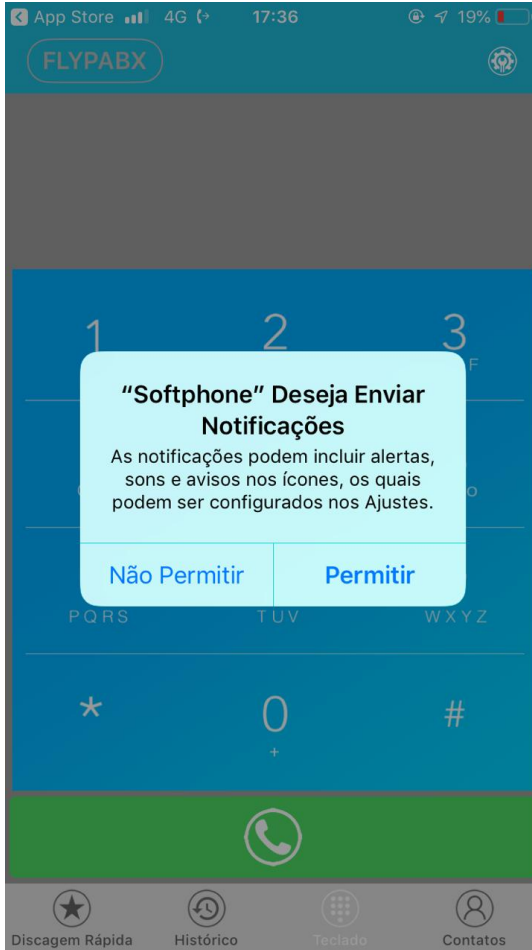 App Store 4G 17:36 19%
FLYPABX
1 2 3
F
“Softphone” Deseja Enviar
Notificações
As notificações podem incluir alertas,
sons e avisos nos ícones, os quais
podem ser configurados nos Ajustes.
o
Não Permitir Permitir
PQRS TUV WXYZ
* 0 #
+
Discagem Rápida Histórico Teclado Contatos